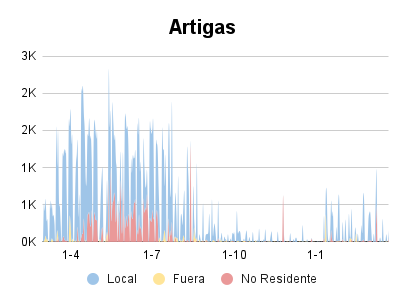 Artigas
3K
2K
2K
1K
1K
0K
1-4 1-7 1-10 1-1
Local Fuera No Residente